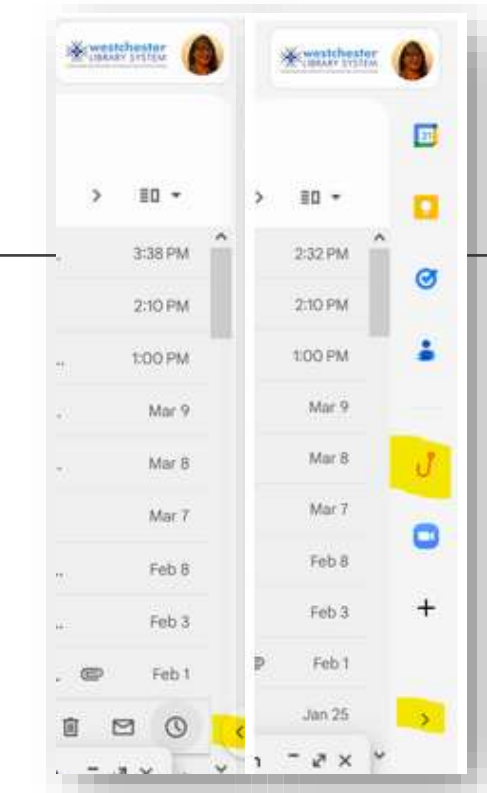 westchester
LIBRARY SYSTEM
3:38 PM
2:10 PM
1:00 PM
Mar 9
Mar 8
Mar 7
Feb 8
Feb 3
Feb 1
westchester
LIBRARY SYSTEM
31
2:32 PM
2:10 PM
1:00 PM
Mar 9
Mar 8
Mar 7
Feb 8
Feb 3
Feb 1
Jan 25